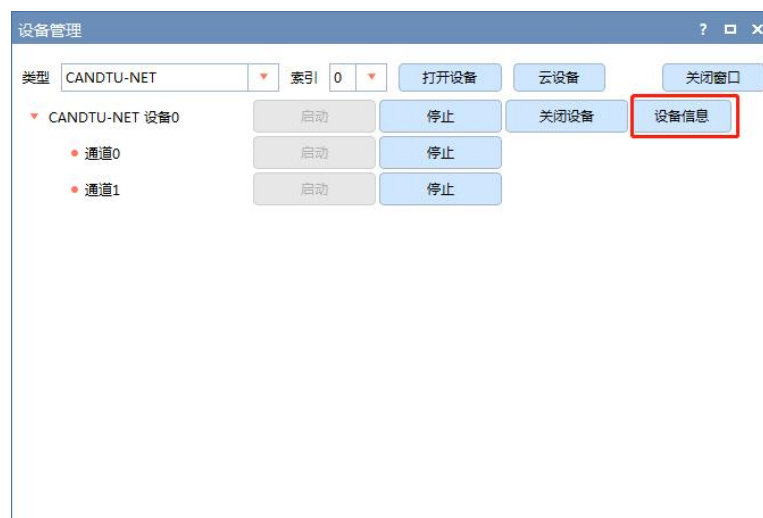 设备管理
类型 CANDTU-NET 索引 0 打开设备 云设备 关闭窗口
CANDTU-NET 设备0 启动 停止 关闭设备 设备信息
通道0 启动 停止
通道1 启动 停止